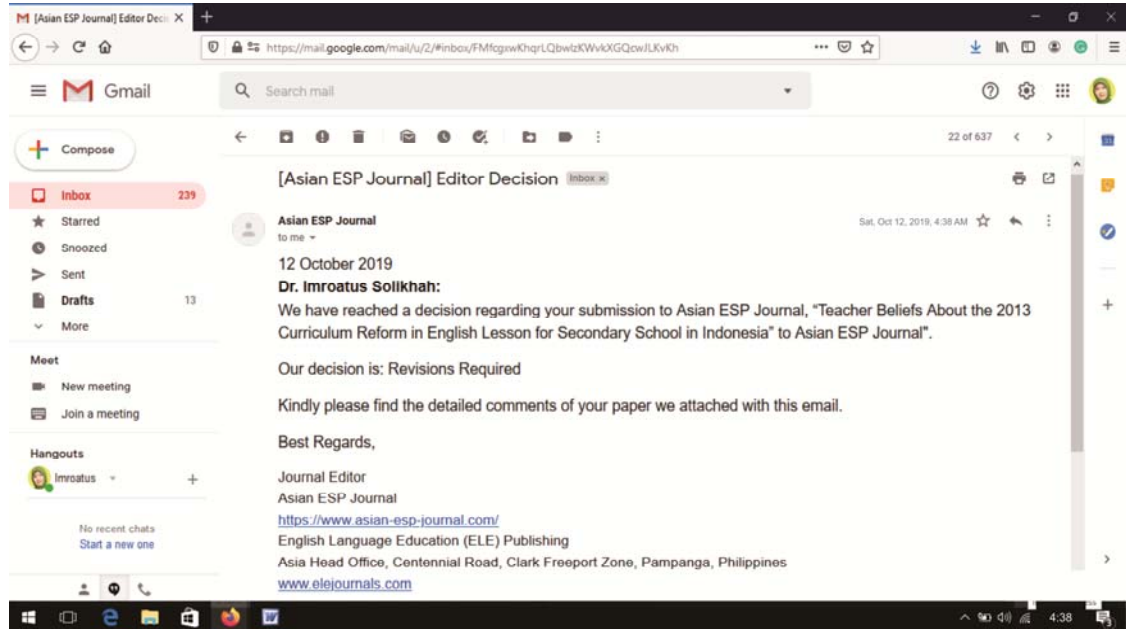 [Asian ESP Journal] Editor Deci
https://mail.google.com/mail/u/2/#inbox/FMfcgxwKhqrLQbwlzKWvkXGQcwJLKvKh
Gmail
Search mail
Compose
22 of 637
Inbox 239
Starred
Snoozed
Sent
Drafts 13
More
Meet
New meeting
Join a meeting
Hangouts
Imroatus
No recent chats
Start a new one
[Asian ESP Journal] Editor Decision Inbox x
Asian ESP Journal Sat, Oct 12, 2019, 4:38 AM
to me
12 October 2019
Dr. Imroatus Solikhah:
We have reached a decision regarding your submission to Asian ESP Journal, “Teacher Beliefs About the 2013
Curriculum Reform in English Lesson for Secondary School in Indonesia” to Asian ESP Journal".
Our decision is: Revisions Required
Kindly please find the detailed comments of your paper we attached with this email.
Best Regards,
Journal Editor
Asian ESP Journal
https://www.asian-esp-journal.com/
English Language Education (ELE) Publishing
Asia Head Office, Centennial Road, Clark Freeport Zone, Pampanga, Philippines
www.elejournals.com
4:38